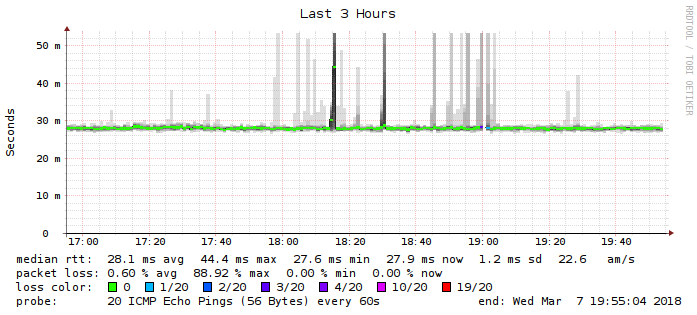 Last 3 Hours
RRDTOOL / TOBI OETIKER
Seconds
50 m
40 m
30 m
20 m
10 m
0
17:00 17:20 17:40 18:00 18:20 18:40 19:00 19:20 19:40
median rtt: 28.1 ms avg 44.4 ms max 27.6 ms min 27.9 ms now 1.2 ms sd 22.6 am/s
packet loss: 0.60 % avg 88.92 % max 0.00 % min 0.00 % now
loss color: 0 1/20 2/20 3/20 4/20 10/20 19/20
probe: 20 ICMP Echo Pings (56 Bytes) every 60s end: Wed Mar 7 19:55:04 2018